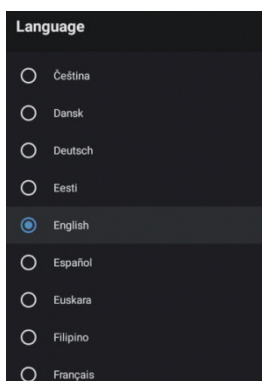 Language
Čeština
Dansk
Deutsch
Eesti
English
Español
Euskara
Filipino
Français